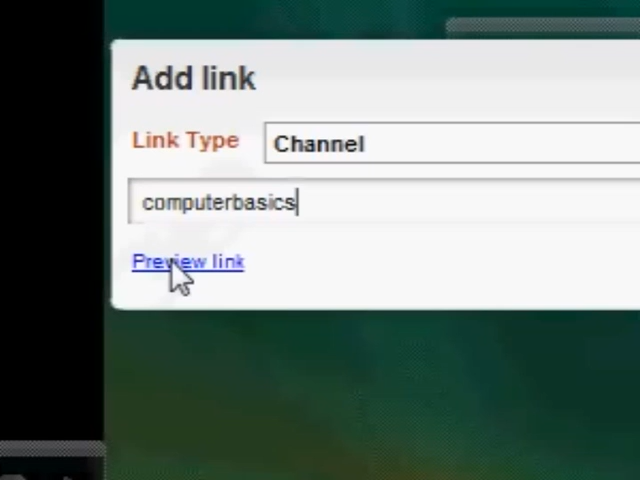 Add link
Link Type Channel
computerbasics
Preview link